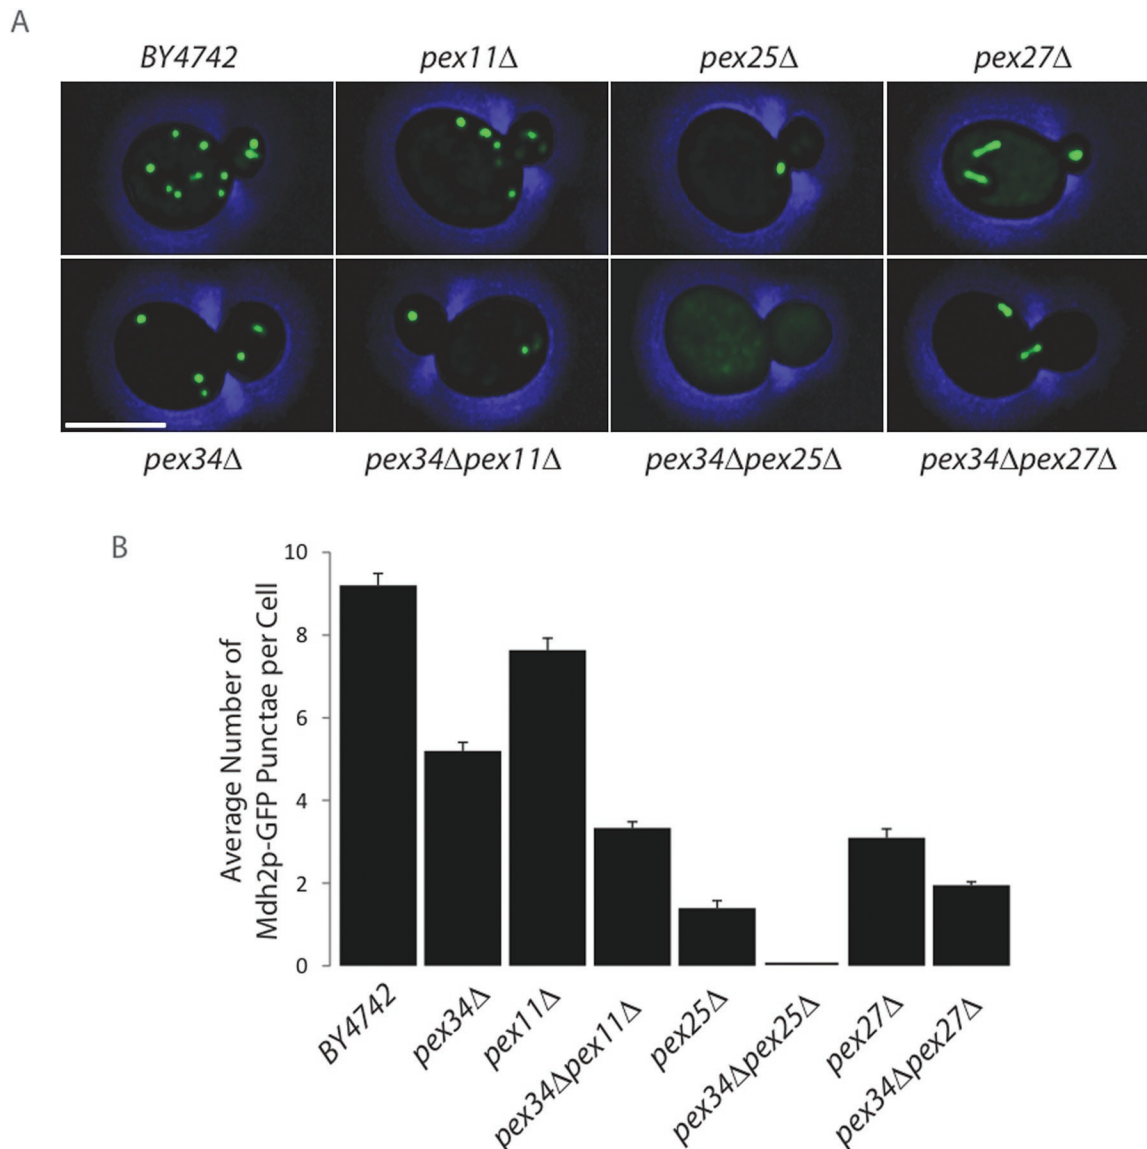 A
BY4742 pex11Δ pex25Δ pex27Δ
pex34Δ pex34Δpex11Δ pex34Δpex25Δ pex34Δpex27Δ
B
Average Number of
Mdh2p-GFP Punctae per Cell
10
8
6
4
2
0
BY4742 pex34Δ pex11Δ pex34Δpex11Δ pex25Δ pex34Δpex25Δ pex27Δ pex34Δpex27Δ